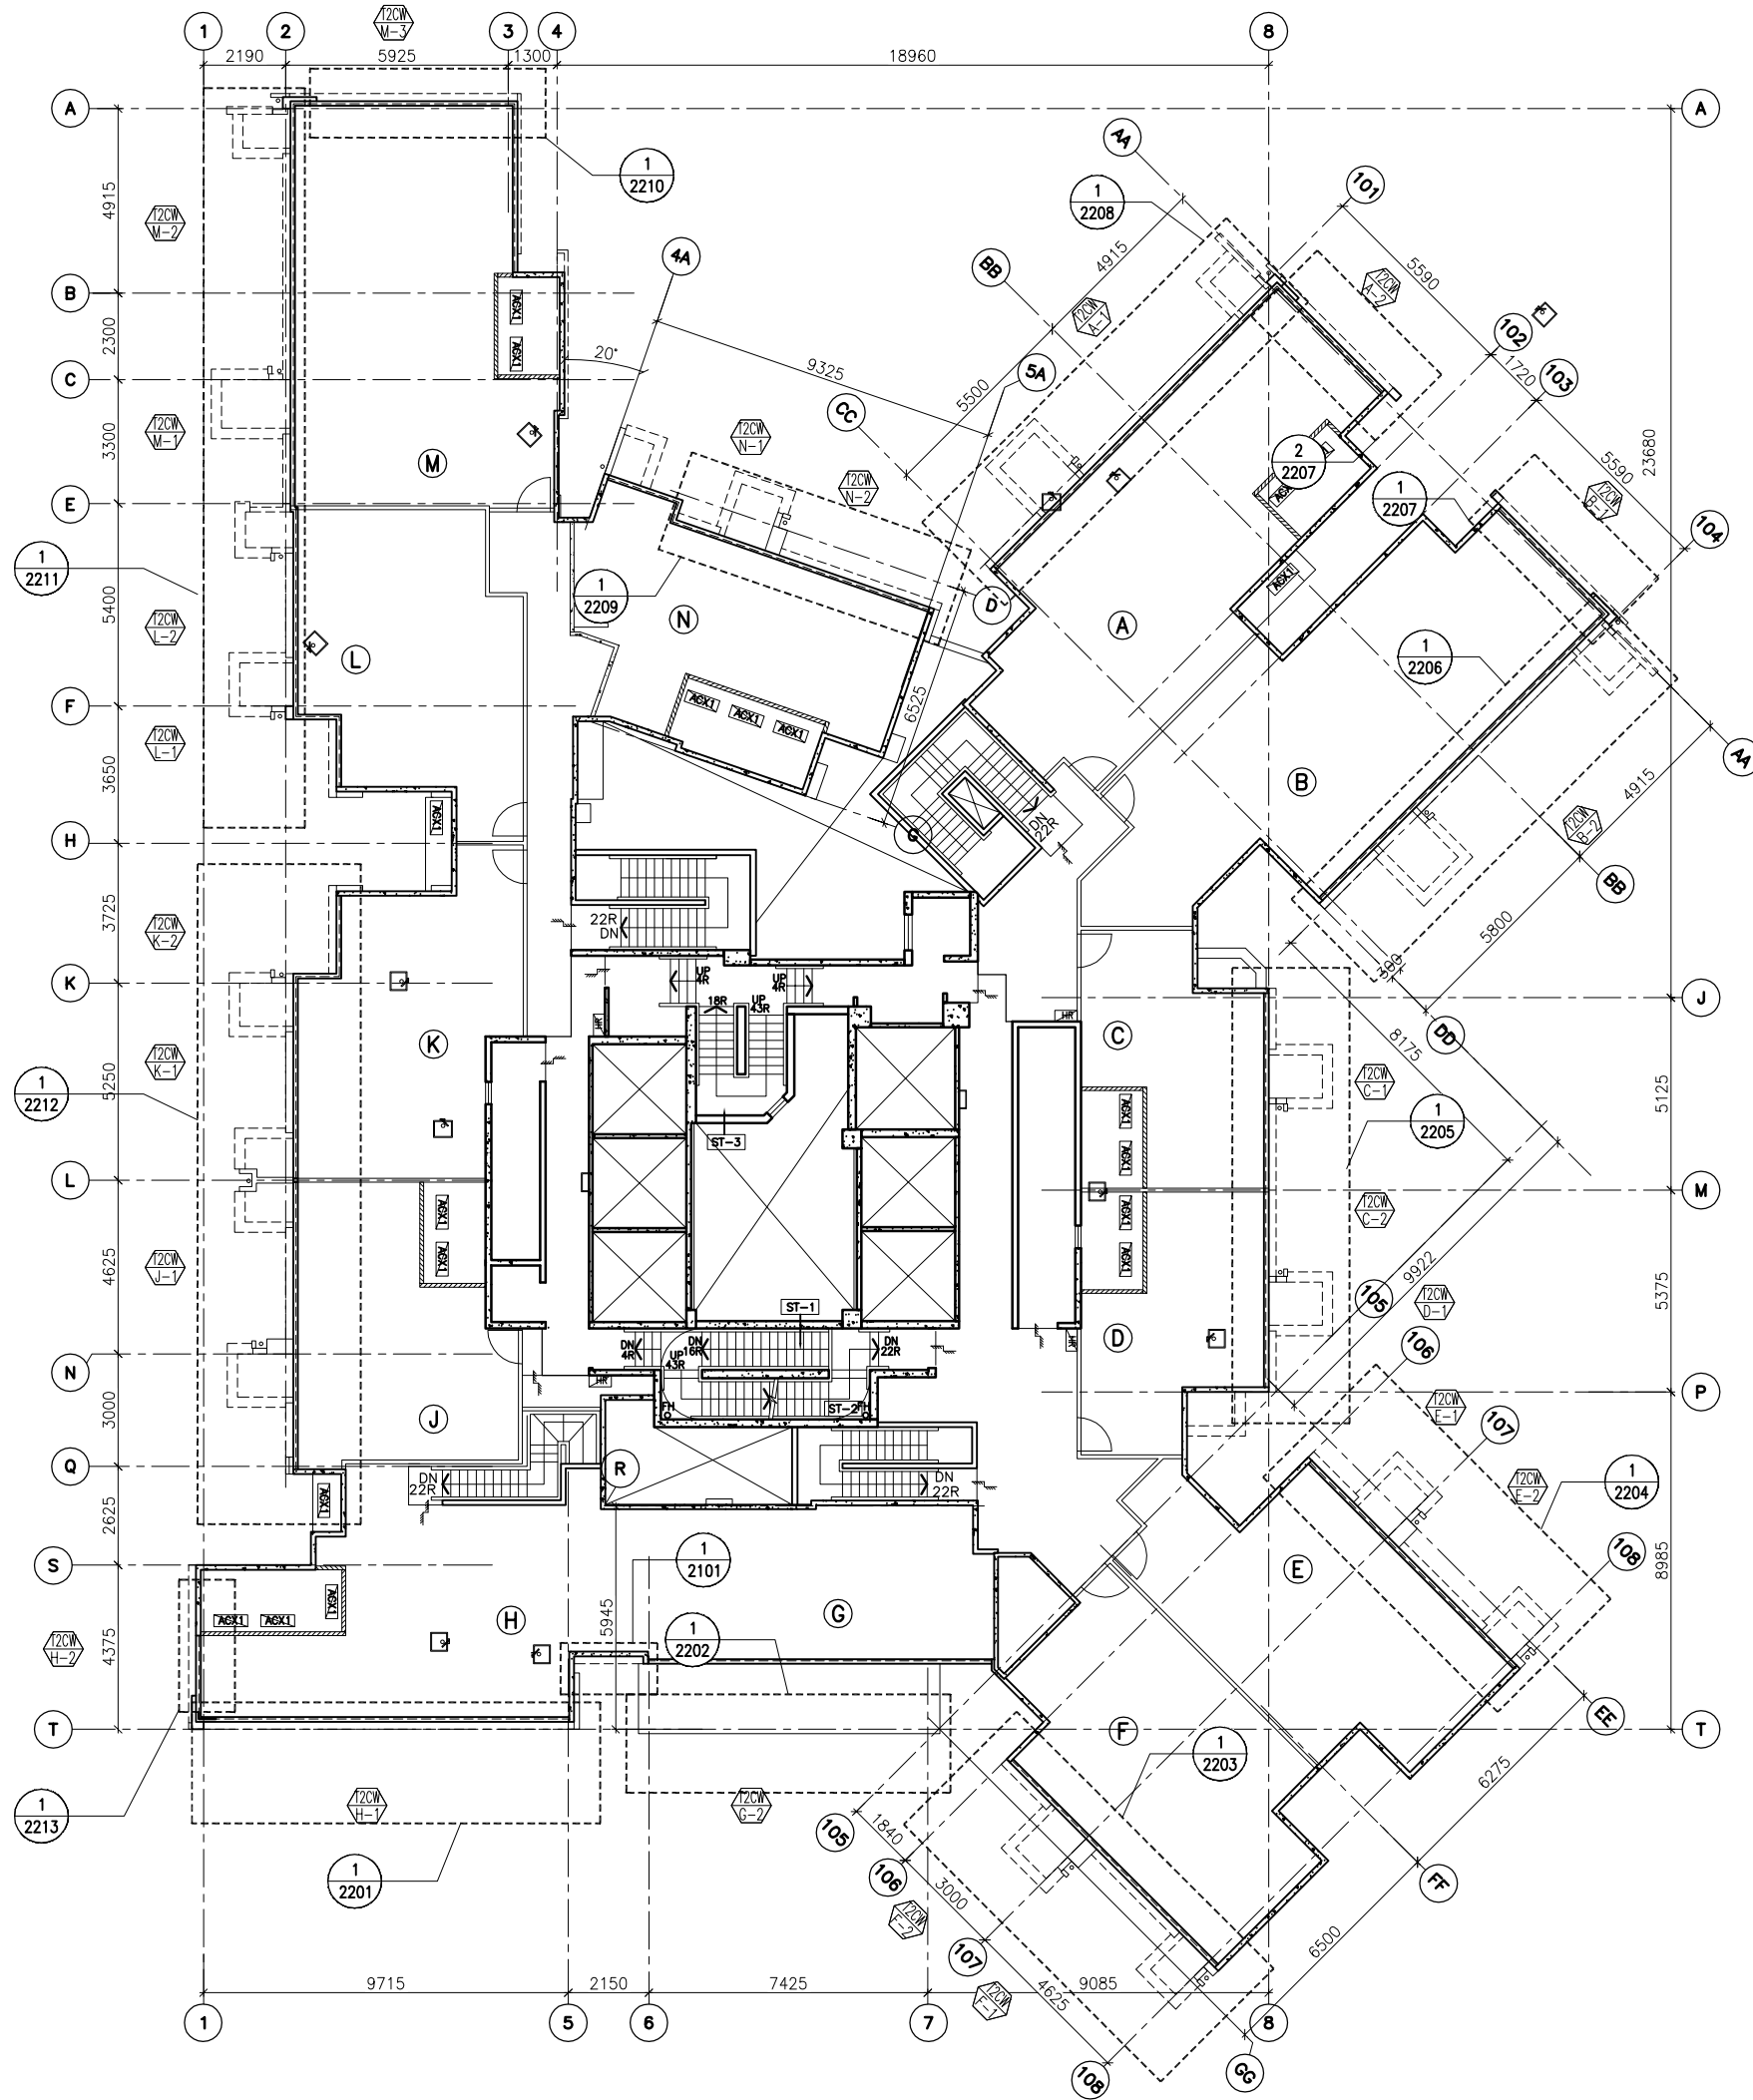 T2CW
M-3
1
2
3
4
8
2190
5925
1300
18960
A
A
AA
1
2210
1
2208
101
4915
T2CW
M-2
4915
5590
BB
T2CW
A-2
4A
T2CW
A-1
B
ACX1
102
2300
20°
9325
5A
1720
103
C
ACX1
5500
CC
T2CW
M-1
3300
T2CW
N-1
M
2
2207
23680
5590
T2CW
N-2
1
2207
T2CW
B-1
E
104
1
2211
1
2209
ACX1
D
5400
T2CW
L-2
N
A
L
1
2206
F
ACX1
ACX1
ACX1
6525
T2CW
L-1
AA
3650
B
4915
ACX1
DN
22R
T2CW
B-2
H
G
BB
3725
T2CW
K-2
22R
DN
5800
300
K
UP
4R
UP
4R
J
18R
UP
43R
HR
HR
C
DD
K
8175
T2CW
K-1
5250
T2CW
C-1
5125
1
2212
ACX1
1
2205
ST-3
ACX1
L
M
ACX1
T2CW
C-2
ACX1
ACX1
ACX1
4625
T2CW
J-1
9922
105
T2CW
D-1
5375
ST-1
DN
4R
DN
16R
DN
22R
UP
43R
HR
D
106
N
HR
P
3000
J
FH
ST-2
FH
T2CW
E-1
107
Q
R
DN
22R
DN
22R
T2CW
E-2
1
2204
ACX1
2625
S
1
2101
E
108
8985
ACX1
ACX1
ACX1
H
5945
G
4375
T2CW
H-2
1
2202
T
F
EE
T
1
2203
6275
1
2213
T2CW
H-1
T2CW
G-2
105
1840
1
2201
106
3000
FF
T2CW
F-2
107
6500
9715
2150
7425
9085
4625
T2CW
F-1
1
5
6
7
8
108
GG